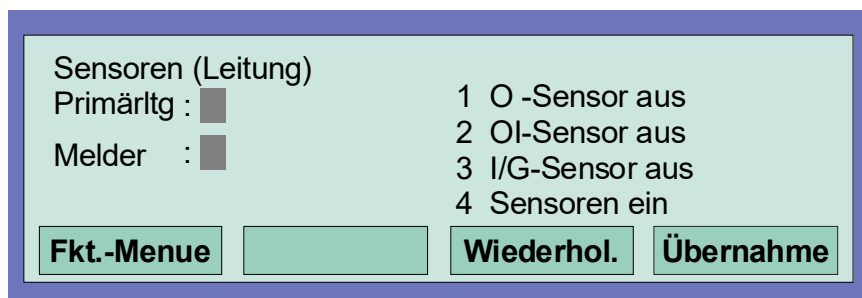 Sensoren (Leitung)
Primärltg :
Melder :
1 O -Sensor aus
2 OI-Sensor aus
3 I/G-Sensor aus
4 Sensoren ein
Fkt.-Menue
Wiederhol.
Übernahme